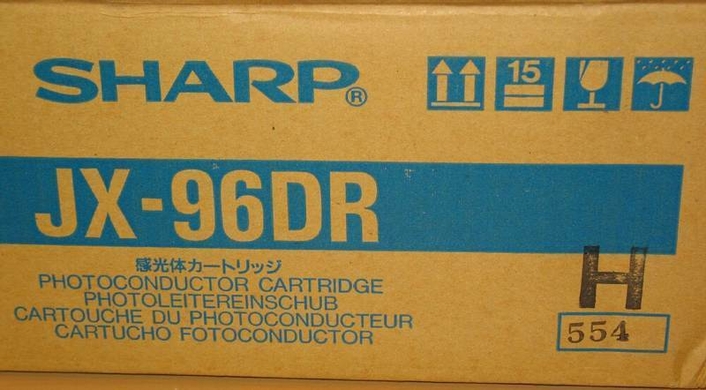 SHARP®
15
JX-96DR
感光体カートリッジ
PHOTOCONDUCTOR CARTRIDGE
PHOTOLEITEREINSCHUB
CARTOUCHE DU PHOTOCONDUCTEUR
CARTUCHO FOTOCONDUCTOR
H
554